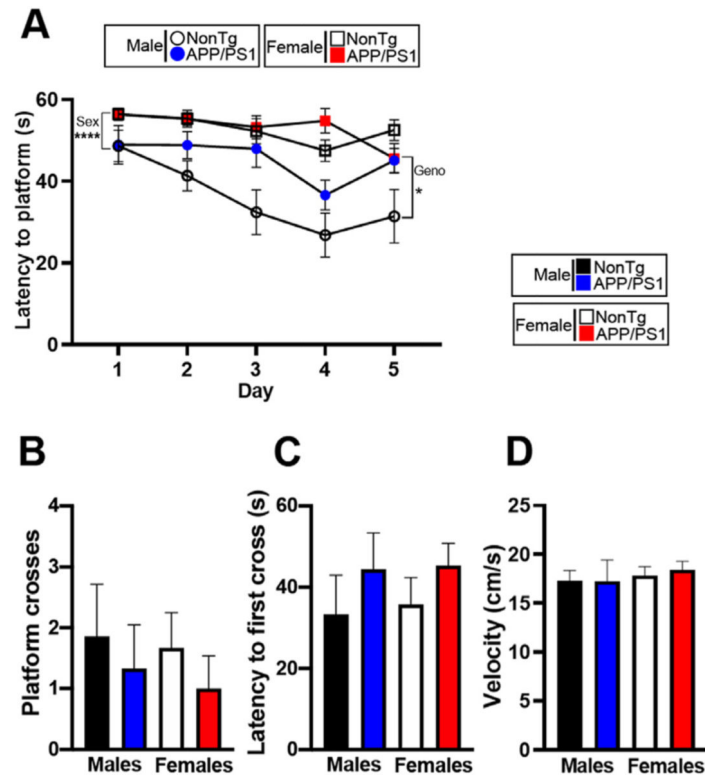 A
Male NonTg
APP/PS1
Female NonTg
APP/PS1
Latency to platform (s)
60
40
20
0
Sex
****
Geno
*
1 2 3 4 5
Day
Male NonTg
APP/PS1
Female NonTg
APP/PS1
B
Platform crosses
4
3
2
1
0
Males Females
C
Latency to first cross (s)
60
40
20
0
Males Females
D
Velocity (cm/s)
25
20
15
10
5
0
Males Females